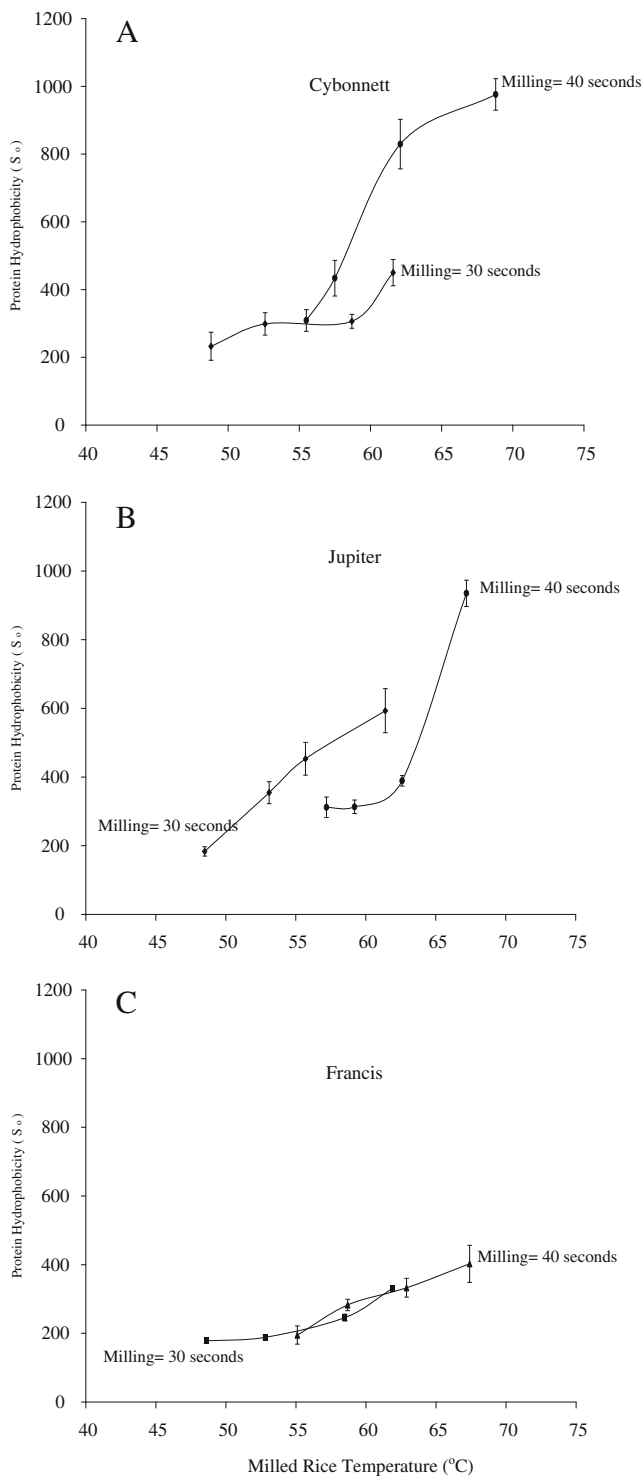 A
Cybonnett
Milling= 40 seconds
Milling= 30 seconds
Protein Hydrophobicity ( S o )
1200
1000
800
600
400
200
0
40 45 50 55 60 65 70 75
B
Jupiter
Milling= 40 seconds
Milling= 30 seconds
Protein Hydrophobicity ( S o )
1200
1000
800
600
400
200
0
40 45 50 55 60 65 70 75
C
Francis
Milling= 40 seconds
Milling= 30 seconds
Protein Hydrophobicity ( S o )
1200
1000
800
600
400
200
0
40 45 50 55 60 65 70 75
Milled Rice Temperature (°C)